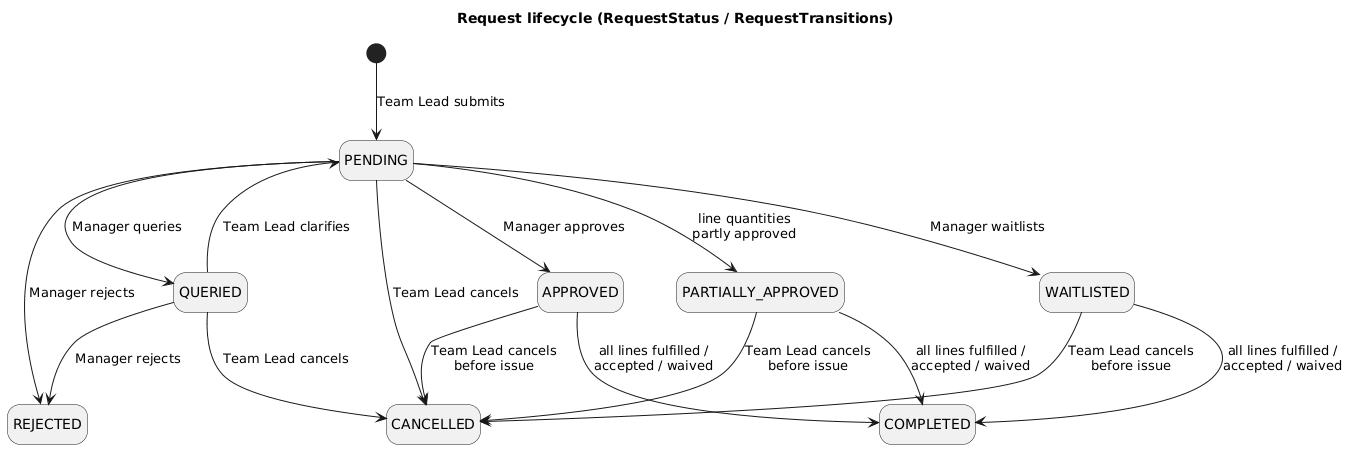 Request lifecycle (RequestStatus / RequestTransitions)
Team Lead submits
PENDING
Manager queries
Team Lead clarifies
Manager approves
line quantities
partly approved
Manager waitlists
Manager rejects
QUERIED
Team Lead cancels
APPROVED
PARTIALLY_APPROVED
WAITLISTED
Manager rejects
Team Lead cancels
Team Lead cancels
before issue
all lines fulfilled /
accepted / waived
Team Lead cancels
before issue
all lines fulfilled /
accepted / waived
Team Lead cancels
before issue
all lines fulfilled /
accepted / waived
REJECTED
CANCELLED
COMPLETED